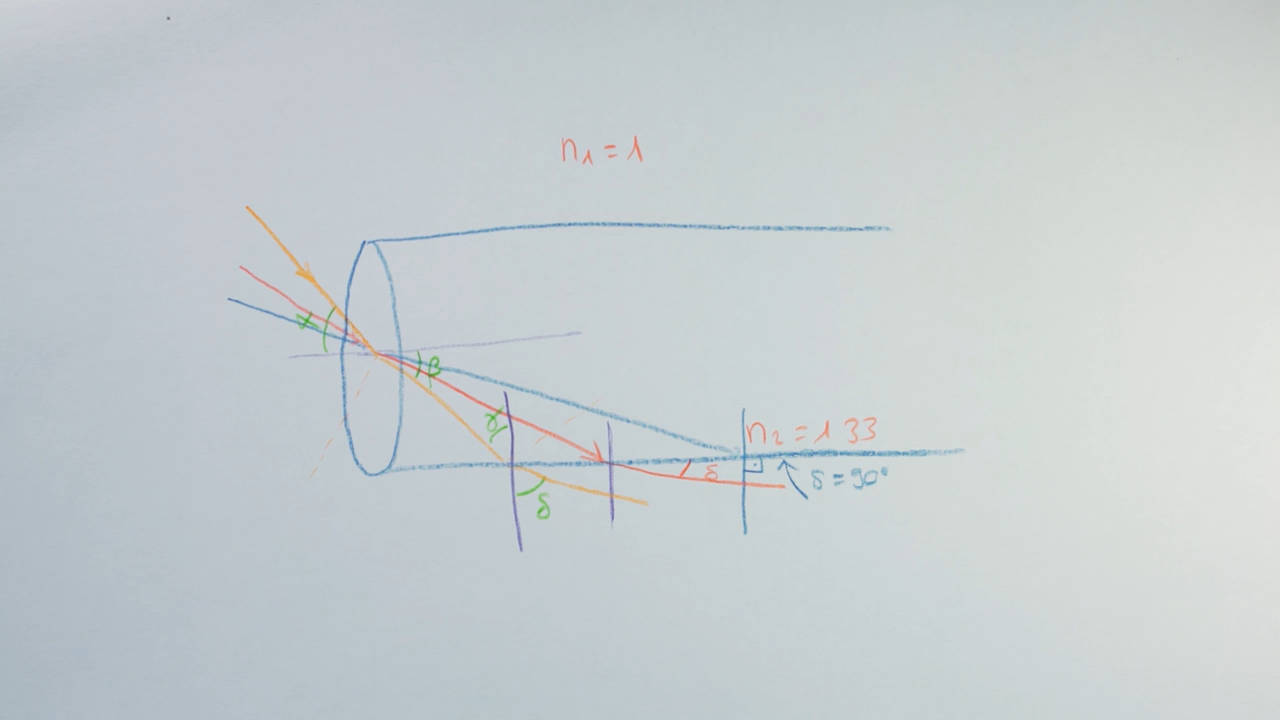 n₁ = 1
α
β
γ
n₂ = 1 33
δ
δ = 90°
δ